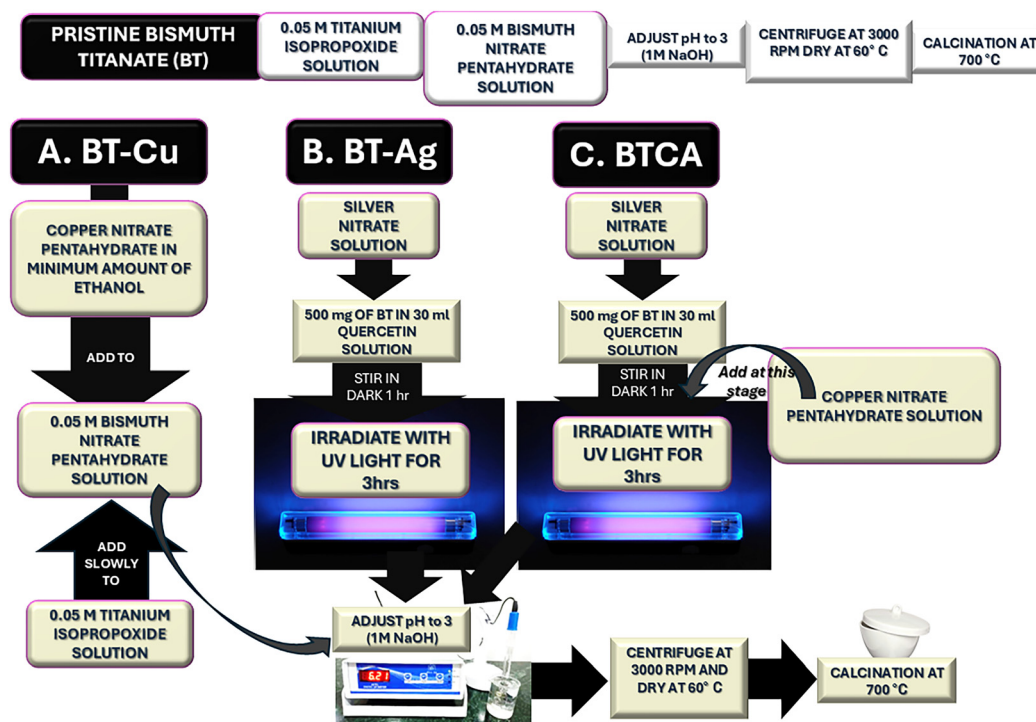 PRISTINE BISMUTH
TITANATE (BT)
0.05 M TITANIUM
ISOPROPOXIDE
SOLUTION
0.05 M BISMUTH
NITRATE
PENTAHYDRATE
SOLUTION
ADJUST pH to 3
(1M NaOH)
CENTRIFUGE AT 3000
RPM DRY AT 60° C
CALCINATION AT
700 °C
A. BT-Cu
COPPER NITRATE
PENTAHYDRATE IN
MINIMUM AMOUNT OF
ETHANOL
ADD TO
0.05 M BISMUTH
NITRATE
PENTAHYDRATE
SOLUTION
ADD
SLOWLY
TO
0.05 M TITANIUM
ISOPROPOXIDE
SOLUTION
B. BT-Ag
SILVER
NITRATE
SOLUTION
500 mg OF BT IN 30 ml
QUERCETIN
SOLUTION
STIR IN
DARK 1 hr
IRRADIATE WITH
UV LIGHT FOR
3hrs
C. BTCA
SILVER
NITRATE
SOLUTION
500 mg OF BT IN 30 ml
QUERCETIN
SOLUTION
STIR IN
DARK 1 hr
Add at this
stage
COPPER NITRATE
PENTAHYDRATE SOLUTION
IRRADIATE WITH
UV LIGHT FOR
3hrs
ADJUST pH to 3
(1M NaOH)
6.21
CENTRIFUGE AT
3000 RPM AND
DRY AT 60° C
CALCINATION AT
700 °C